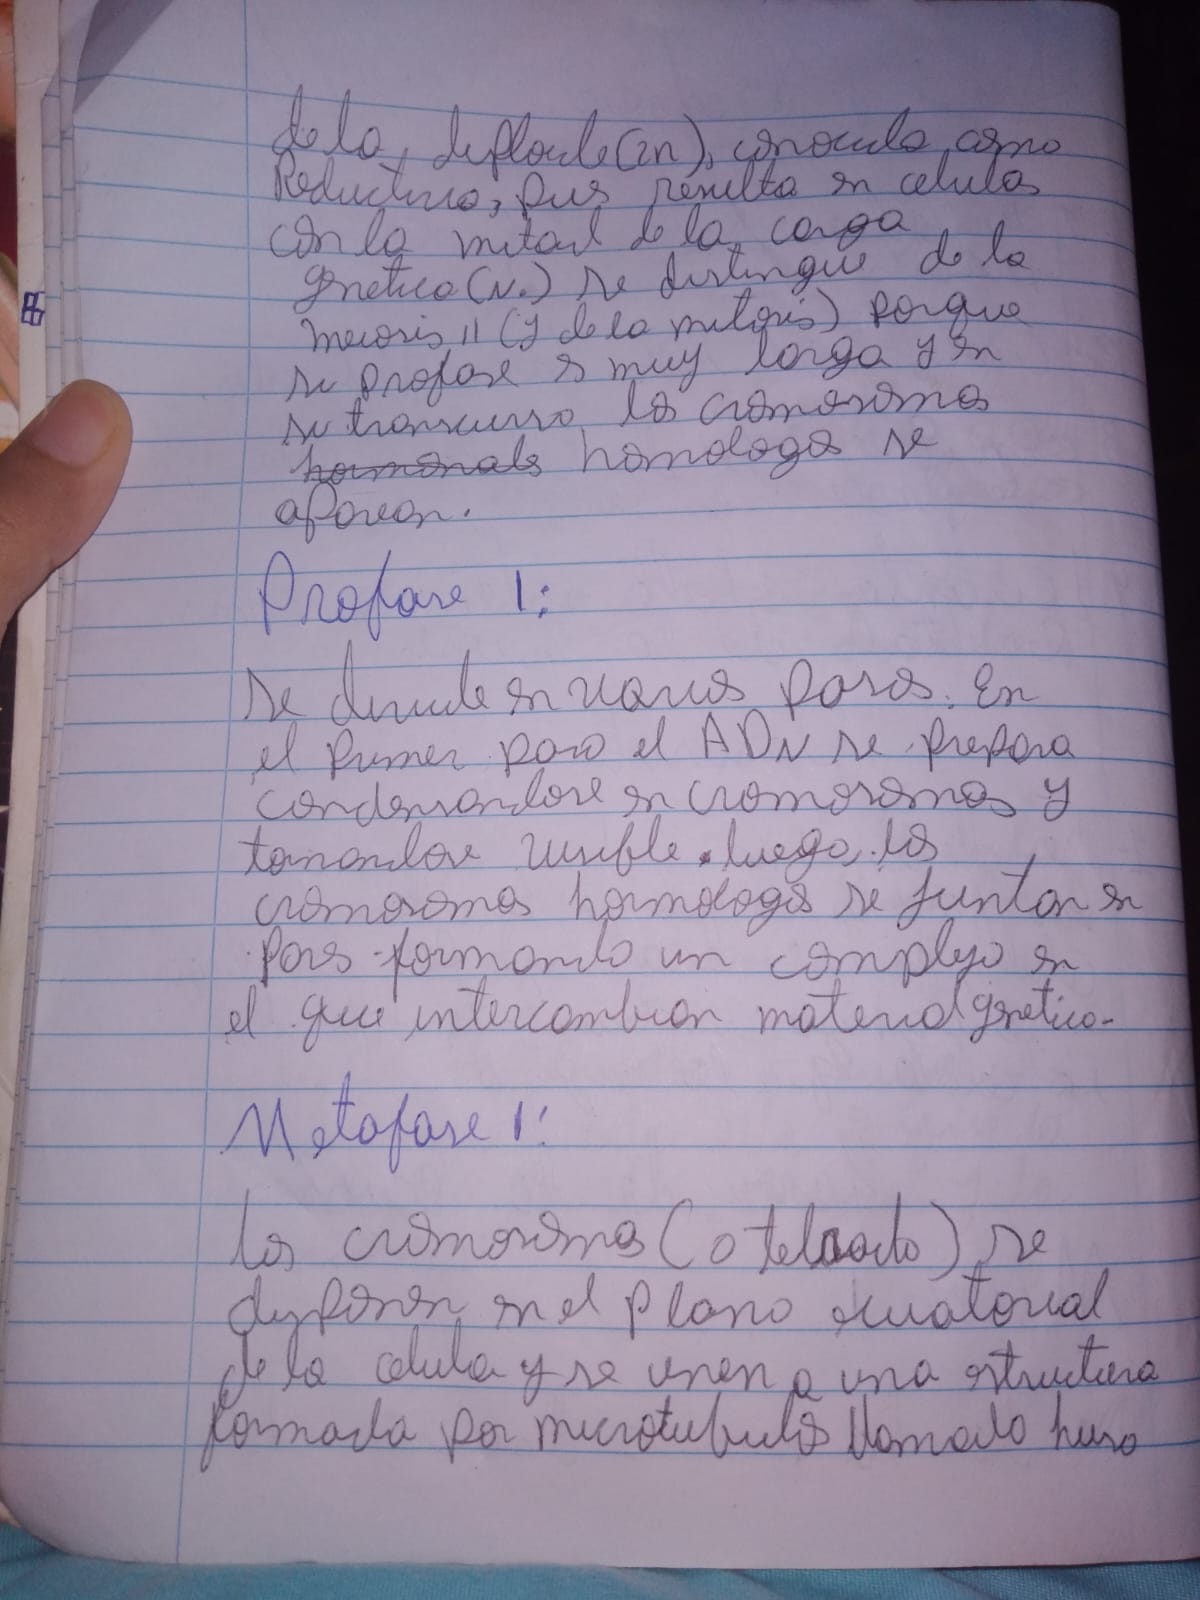 de la, diploide (2n), conocida como
Reductiva, pues resulta en celulas
con la mitad de la carga
genetica (N.) se distingue de la
meiosis II (y de la mitosis) porque
su profase es muy larga y en
su transcurso los cromosomas
hormonals homologos se
aparean.
Profase 1:
se divide en varios pasos. En
el primer paso el ADN se prepara
condensandose en cromosomas y
tornandose visible. luego, los
cromosomas homologos se juntan en
pares formando un complejo en
el que intercambian material genetico.
Metafase 1:
los cromosomas (o) se
disponen en el plano ecuatorial
de la celula y se unen a una estructura
formada por microtubulos llamado huso